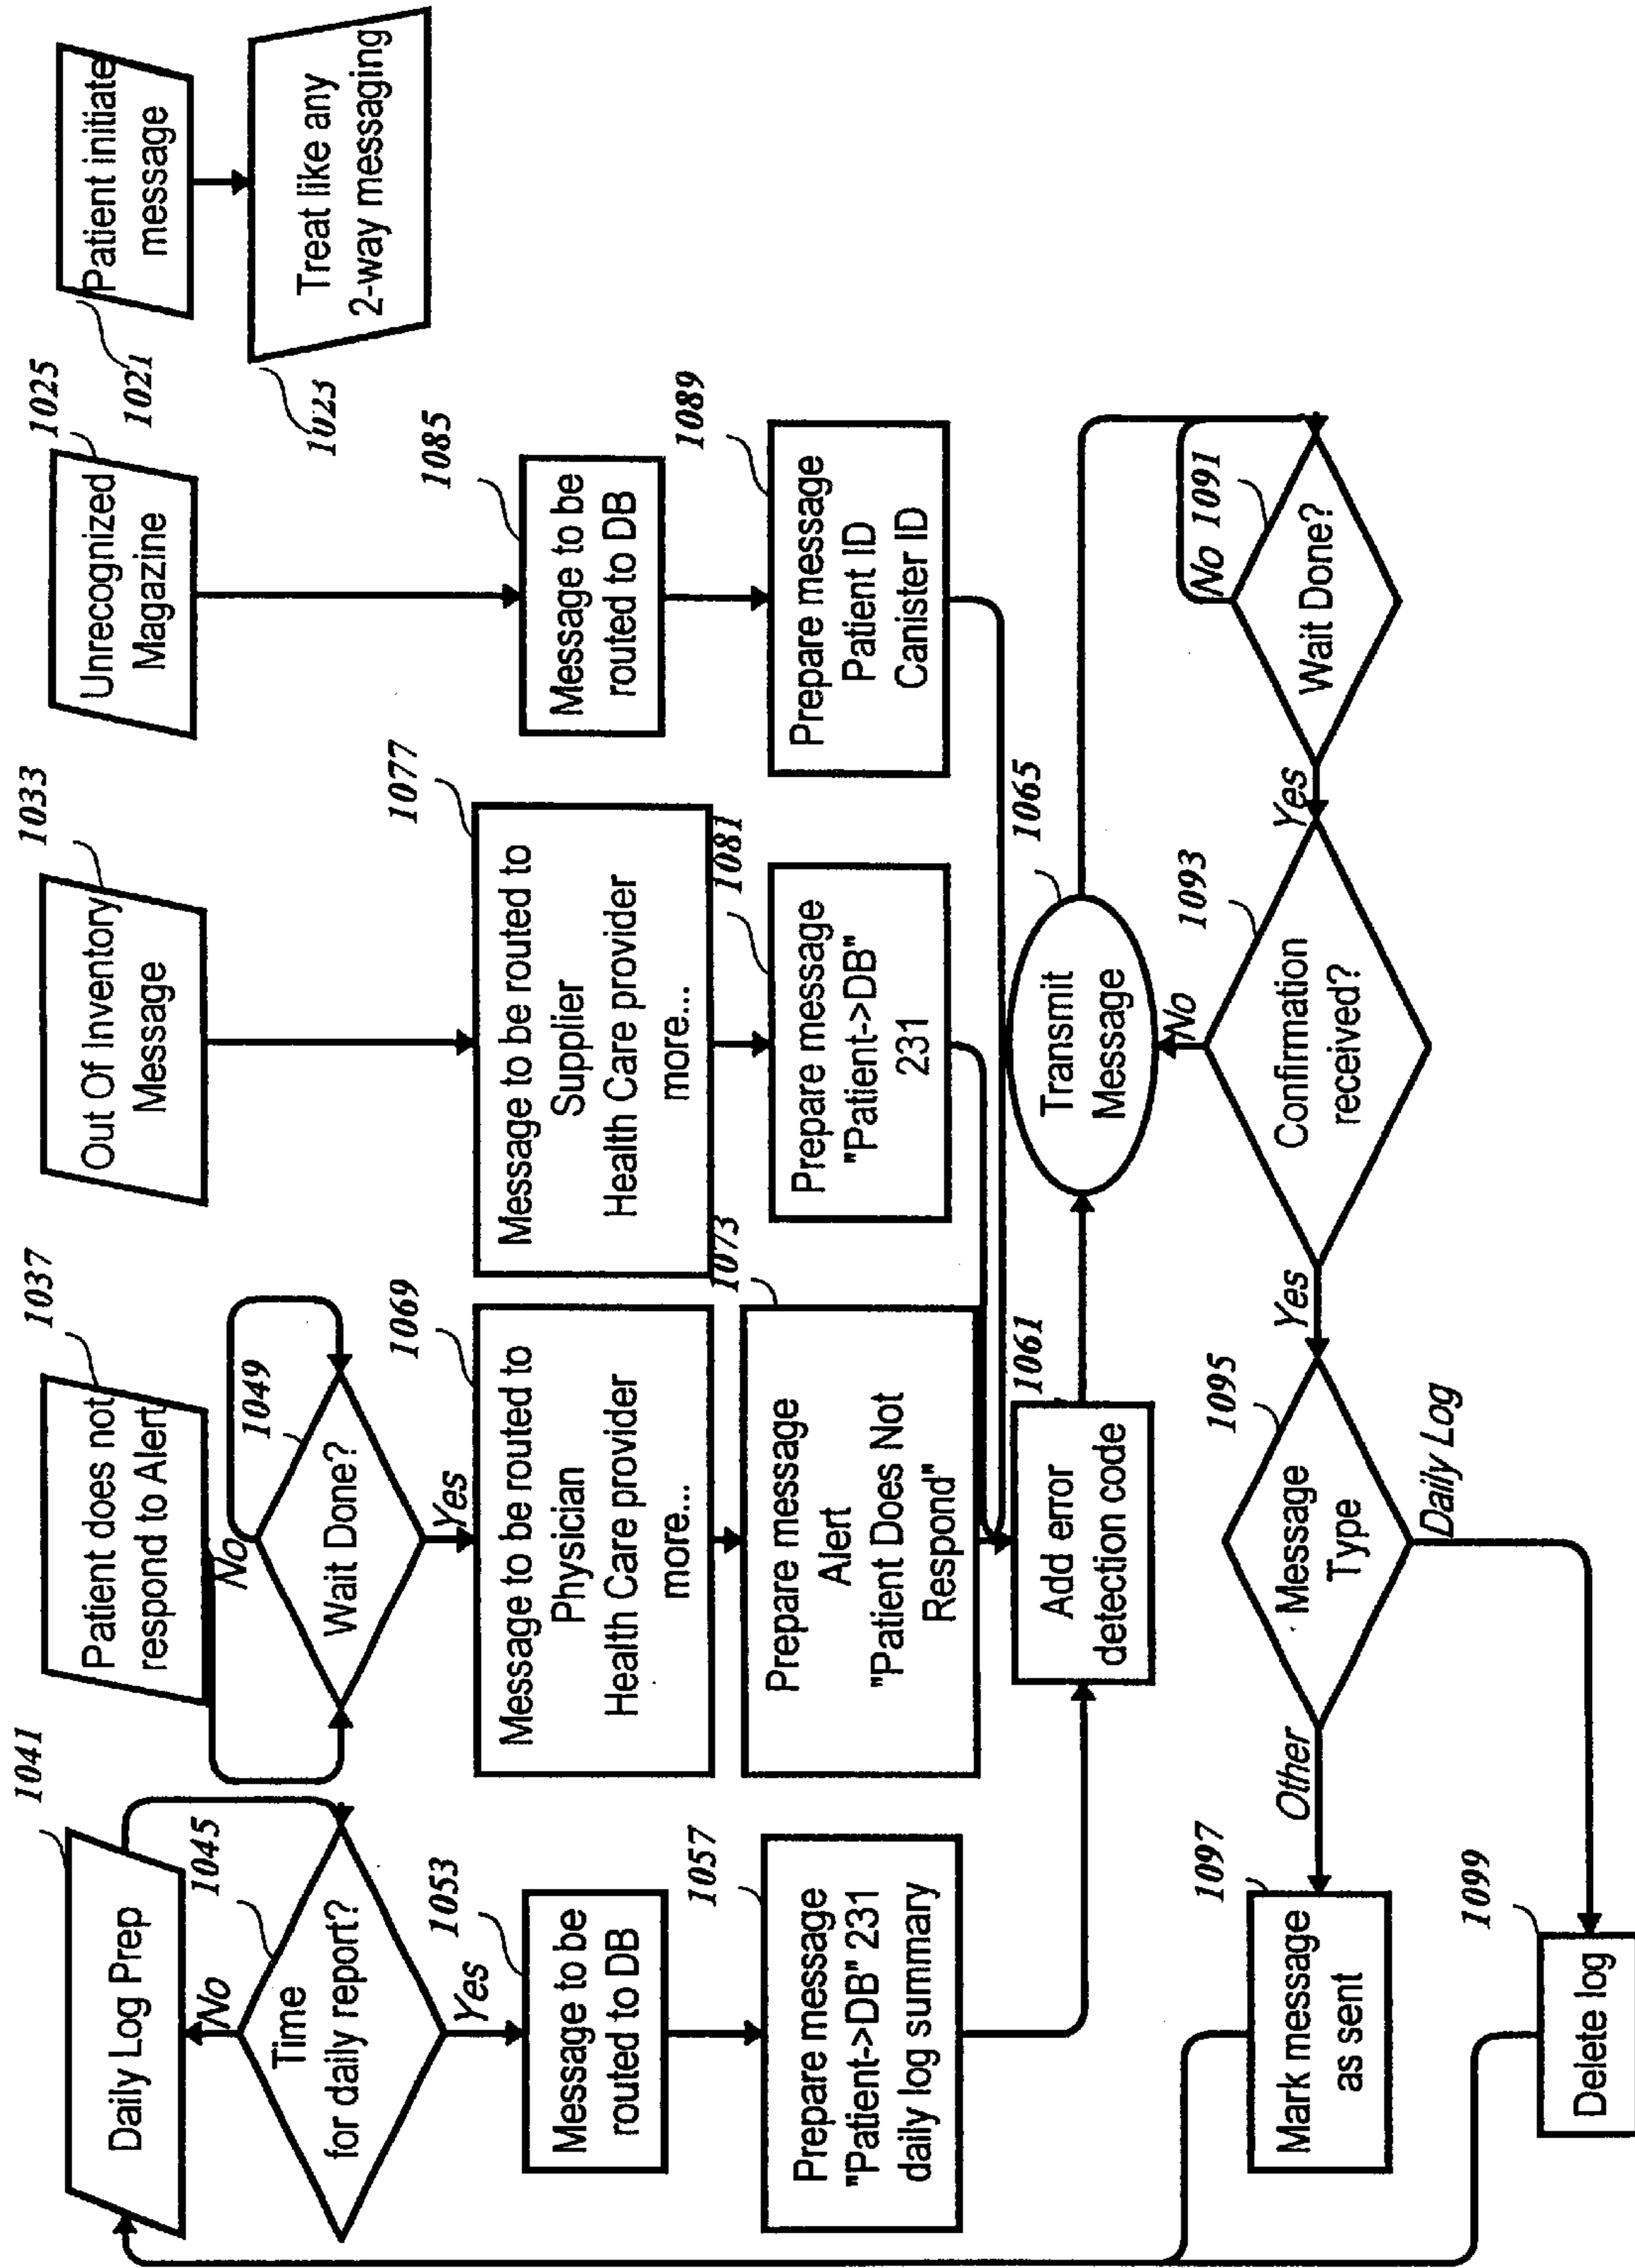 1041
Daily Log Prep
1045
No
Time
for daily report?
Yes
1053
Message to be
routed to DB
1057
Prepare message
"Patient->DB" 231
daily log summary
1037
Patient does not
respond to Alert
No
1049
Wait Done?
Yes
1069
Message to be routed to
Physician
Health Care provider
more...
1073
Prepare message
Alert
"Patient Does Not
Respond"
1061
Add error
detection code
1033
Out Of Inventory
Message
1077
Message to be routed to
Supplier
Health Care provider
more...
1081
Prepare message
"Patient->DB"
231
1065
Transmit
Message
1025
Unrecognized
Magazine
1085
Message to be
routed to DB
1089
Prepare message
Patient ID
Canister ID
1021
Patient initiate
message
1023
Treat like any
2-way messaging
No 1091
Wait Done?
Yes
1093
No
Confirmation
received?
Yes
1095
Message
Type
Daily Log
Other
1097
Mark message
as sent
1099
Delete log